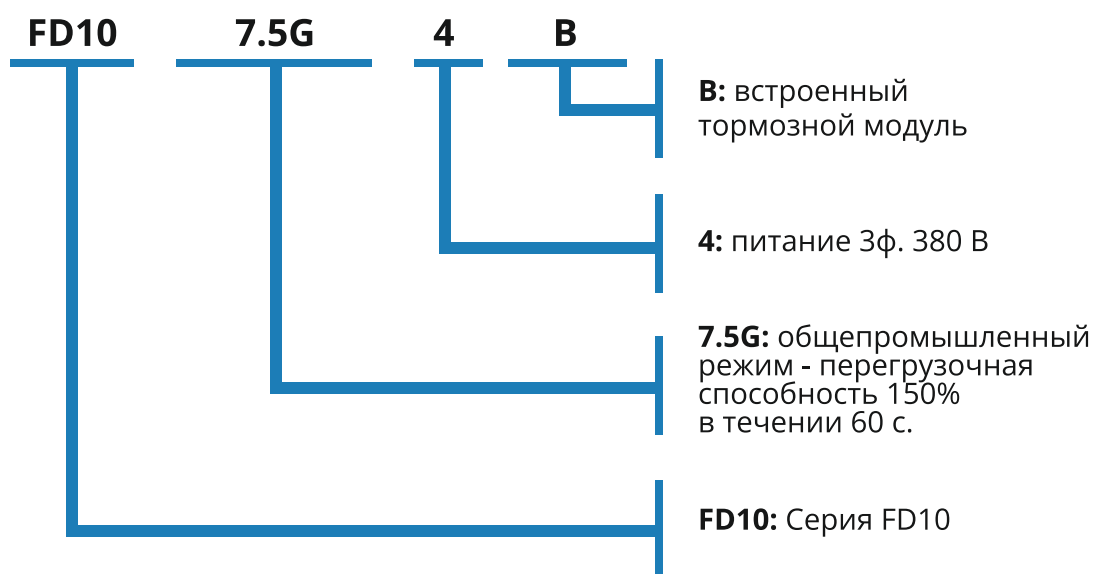 FD10 7.5G 4 B
B: встроенный
тормозной модуль
4: питание 3ф. 380 В
7.5G: общепромышленный
режим - перегрузочная
способность 150%
в течении 60 с.
FD10: Серия FD10